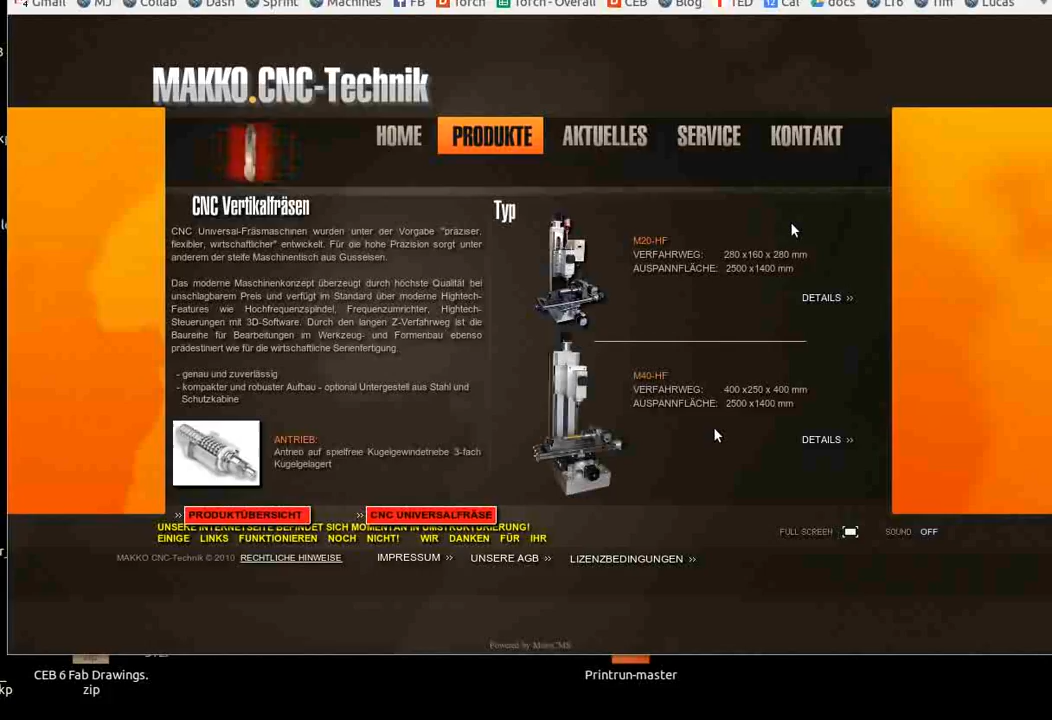 Gmail MJ Collab Dash Sprint Machines FB Torch Torch - Overall CEB Blog TED Cal docs LT6 Tim Lucas
MAKKO.CNC-Technik
HOME PRODUKTE AKTUELLES SERVICE KONTAKT
CNC Vertikalfräsen
CNC Universal-Fräsmaschinen wurden unter der Vorgabe "präziser,
flexibler, wirtschaftlicher" entwickelt. Für die hohe Präzision sorgt unter
anderem der steife Maschinentisch aus Gusseisen.
Das moderne Maschinenkonzept überzeugt durch höchste Qualität bei
unschlagbarem Preis und verfügt im Standard über moderne Hightech-
Features wie Hochfrequenzspindel, Frequenzumrichter, Hightech-
Steuerungen mit 3D-Software. Durch den langen Z-Verfahrweg ist die
Baureihe für Bearbeitungen im Werkzeug- und Formenbau ebenso
prädestiniert wie für die wirtschaftliche Serienfertigung.
- genau und zuverlässig
- kompakter und robuster Aufbau - optional Untergestell aus Stahl und
Schutzkabine
ANTRIEB:
Antrieb auf spielfreie Kugelgewindetriebe 3-fach
Kugelgelagert
Typ
M20-HF
VERFAHRWEG: 280 x160 x 280 mm
AUSPANNFLÄCHE: 2500 x1400 mm
DETAILS ››
M40-HF
VERFAHRWEG: 400 x250 x 400 mm
AUSPANNFLÄCHE: 2500 x1400 mm
DETAILS ››
›› PRODUKTÜBERSICHT ›› CNC UNIVERSALFRÄSE
UNSERE INTERNETSEITE BEFINDET SICH MOMENTAN IN UMSTRUKTURIERUNG!
EINIGE LINKS FUNKTIONIEREN NOCH NICHT! WIR DANKEN FÜR IHR
FULL SCREEN SOUND OFF
MAKKO CNC-Technik © 2010 RECHTLICHE HINWEISE IMPRESSUM ›› UNSERE AGB ›› LIZENZBEDINGUNGEN ››
Powered by MotoCMS
CEB 6 Fab Drawings.
zip
Printrun-master